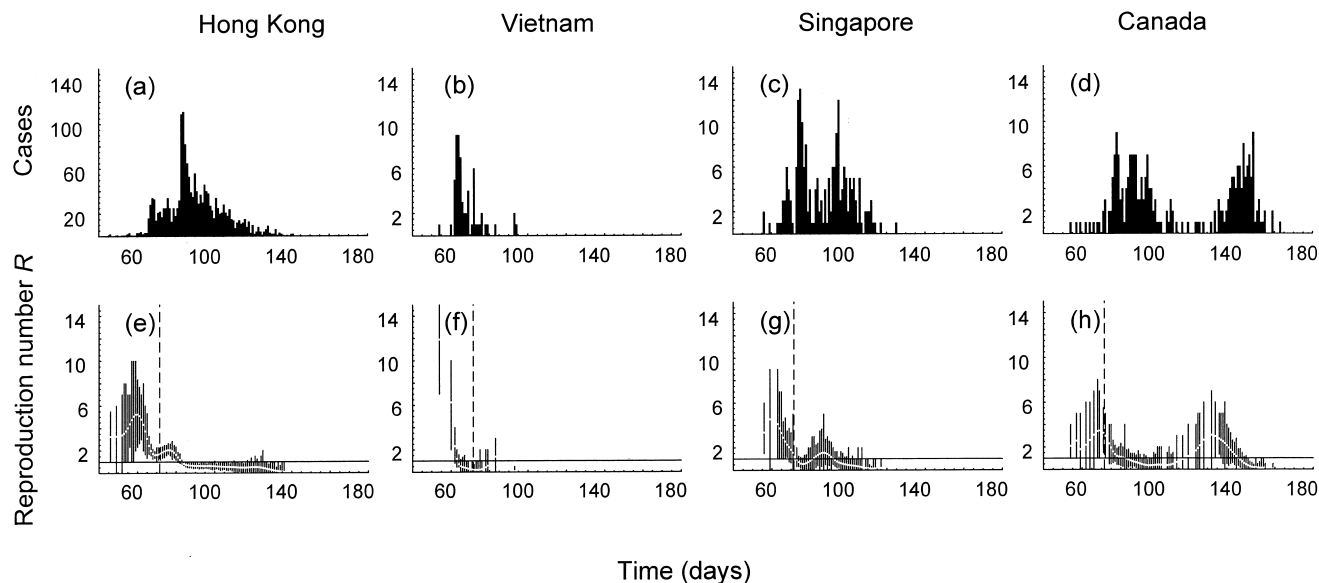 Hong Kong Vietnam Singapore Canada
Cases
140 (a) 14 (b) 14 (c) 14 (d)
100 10 10 10
60 6 6 6
20 2 2 2
60 100 140 180 60 100 140 180 60 100 140 180 60 100 140 180
Reproduction number R
14 (e) 14 (f) 14 (g) 14 (h)
10 10 10 10
6 6 6 6
2 2 2 2
60 100 140 180 60 100 140 180 60 100 140 180 60 100 140 180
Time (days)